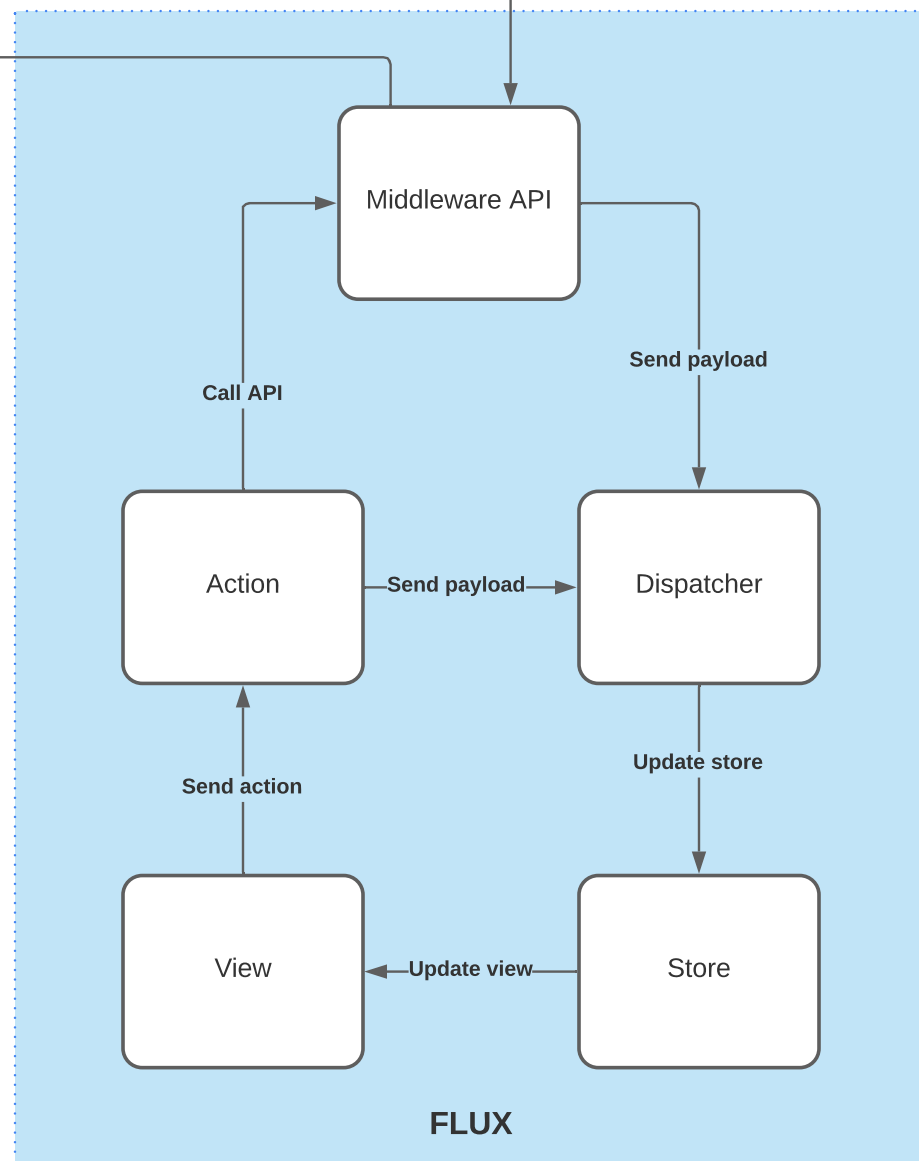 Middleware API
Send payload
Call API
Action
Send payload
Dispatcher
Update store
Send action
View
Update view
Store
FLUX